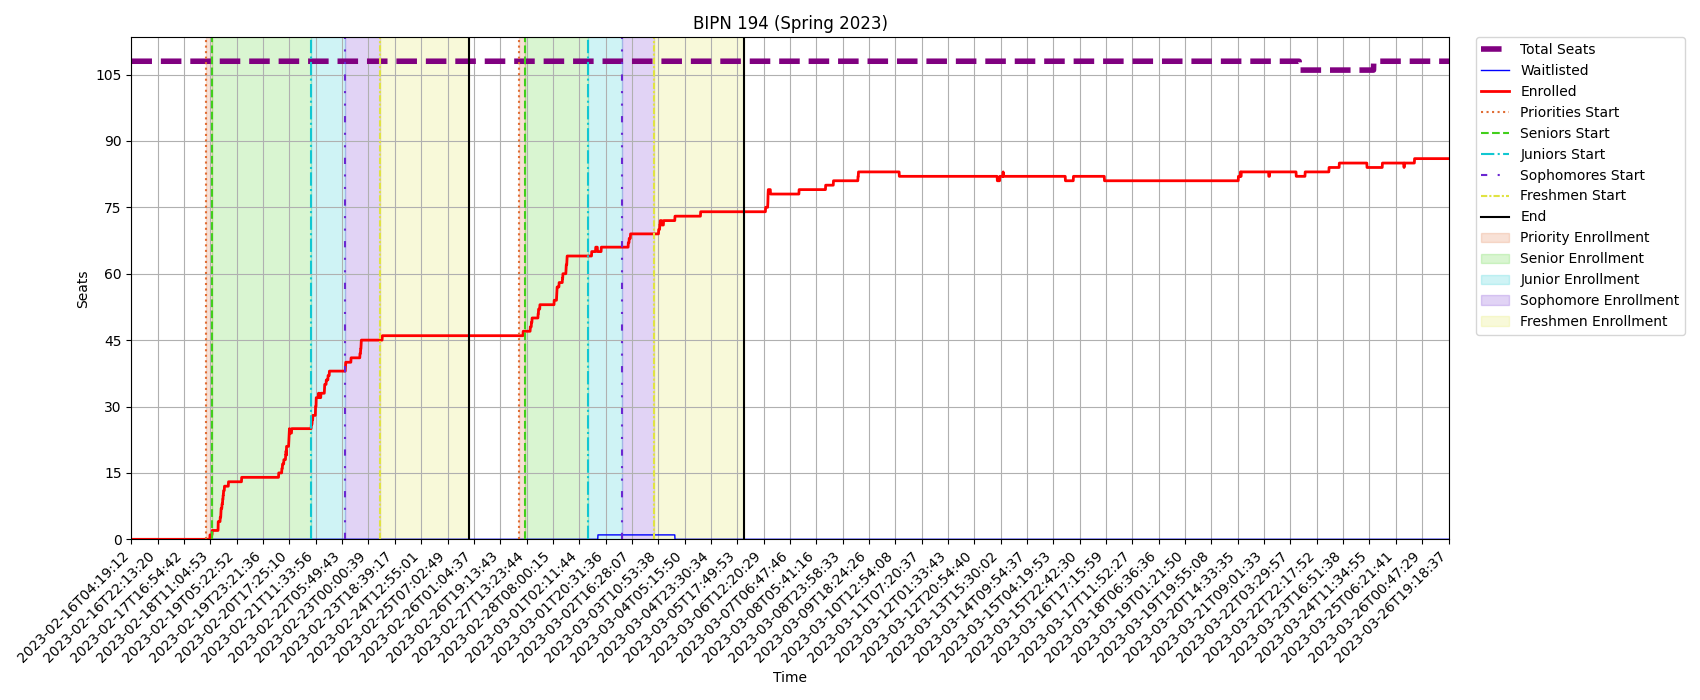 BIPN 194 (Spring 2023)
Total Seats
Waitlisted
Enrolled
Priorities Start
Seniors Start
Juniors Start
Sophomores Start
Freshmen Start
End
Priority Enrollment
Senior Enrollment
Junior Enrollment
Sophomore Enrollment
Freshmen Enrollment
Seats
105
90
75
60
45
30
15
0
2023-02-16T04:19:12
2023-02-16T22:13:20
2023-02-17T16:54:42
2023-02-18T11:04:53
2023-02-19T05:22:52
2023-02-19T23:21:36
2023-02-20T17:25:10
2023-02-21T11:33:56
2023-02-22T05:49:43
2023-02-23T00:00:39
2023-02-23T18:39:17
2023-02-24T12:55:01
2023-02-25T07:02:49
2023-02-26T01:04:37
2023-02-26T19:13:43
2023-02-27T13:23:44
2023-02-28T08:00:15
2023-03-01T02:11:44
2023-03-01T20:31:36
2023-03-02T16:28:07
2023-03-03T10:53:38
2023-03-04T05:15:50
2023-03-04T23:30:34
2023-03-05T17:49:53
2023-03-06T12:20:29
2023-03-07T06:47:46
2023-03-08T05:41:16
2023-03-08T23:58:33
2023-03-09T18:24:26
2023-03-10T12:54:08
2023-03-11T07:20:37
2023-03-12T01:33:43
2023-03-12T20:54:40
2023-03-13T15:30:02
2023-03-14T09:54:37
2023-03-15T04:19:53
2023-03-15T22:42:30
2023-03-16T17:15:59
2023-03-17T11:52:27
2023-03-18T06:36:36
2023-03-19T01:21:50
2023-03-19T19:55:08
2023-03-20T14:33:35
2023-03-21T09:01:33
2023-03-22T03:29:57
2023-03-22T22:17:52
2023-03-23T16:51:38
2023-03-24T11:34:55
2023-03-25T06:21:41
2023-03-26T00:47:29
2023-03-26T19:18:37
Time